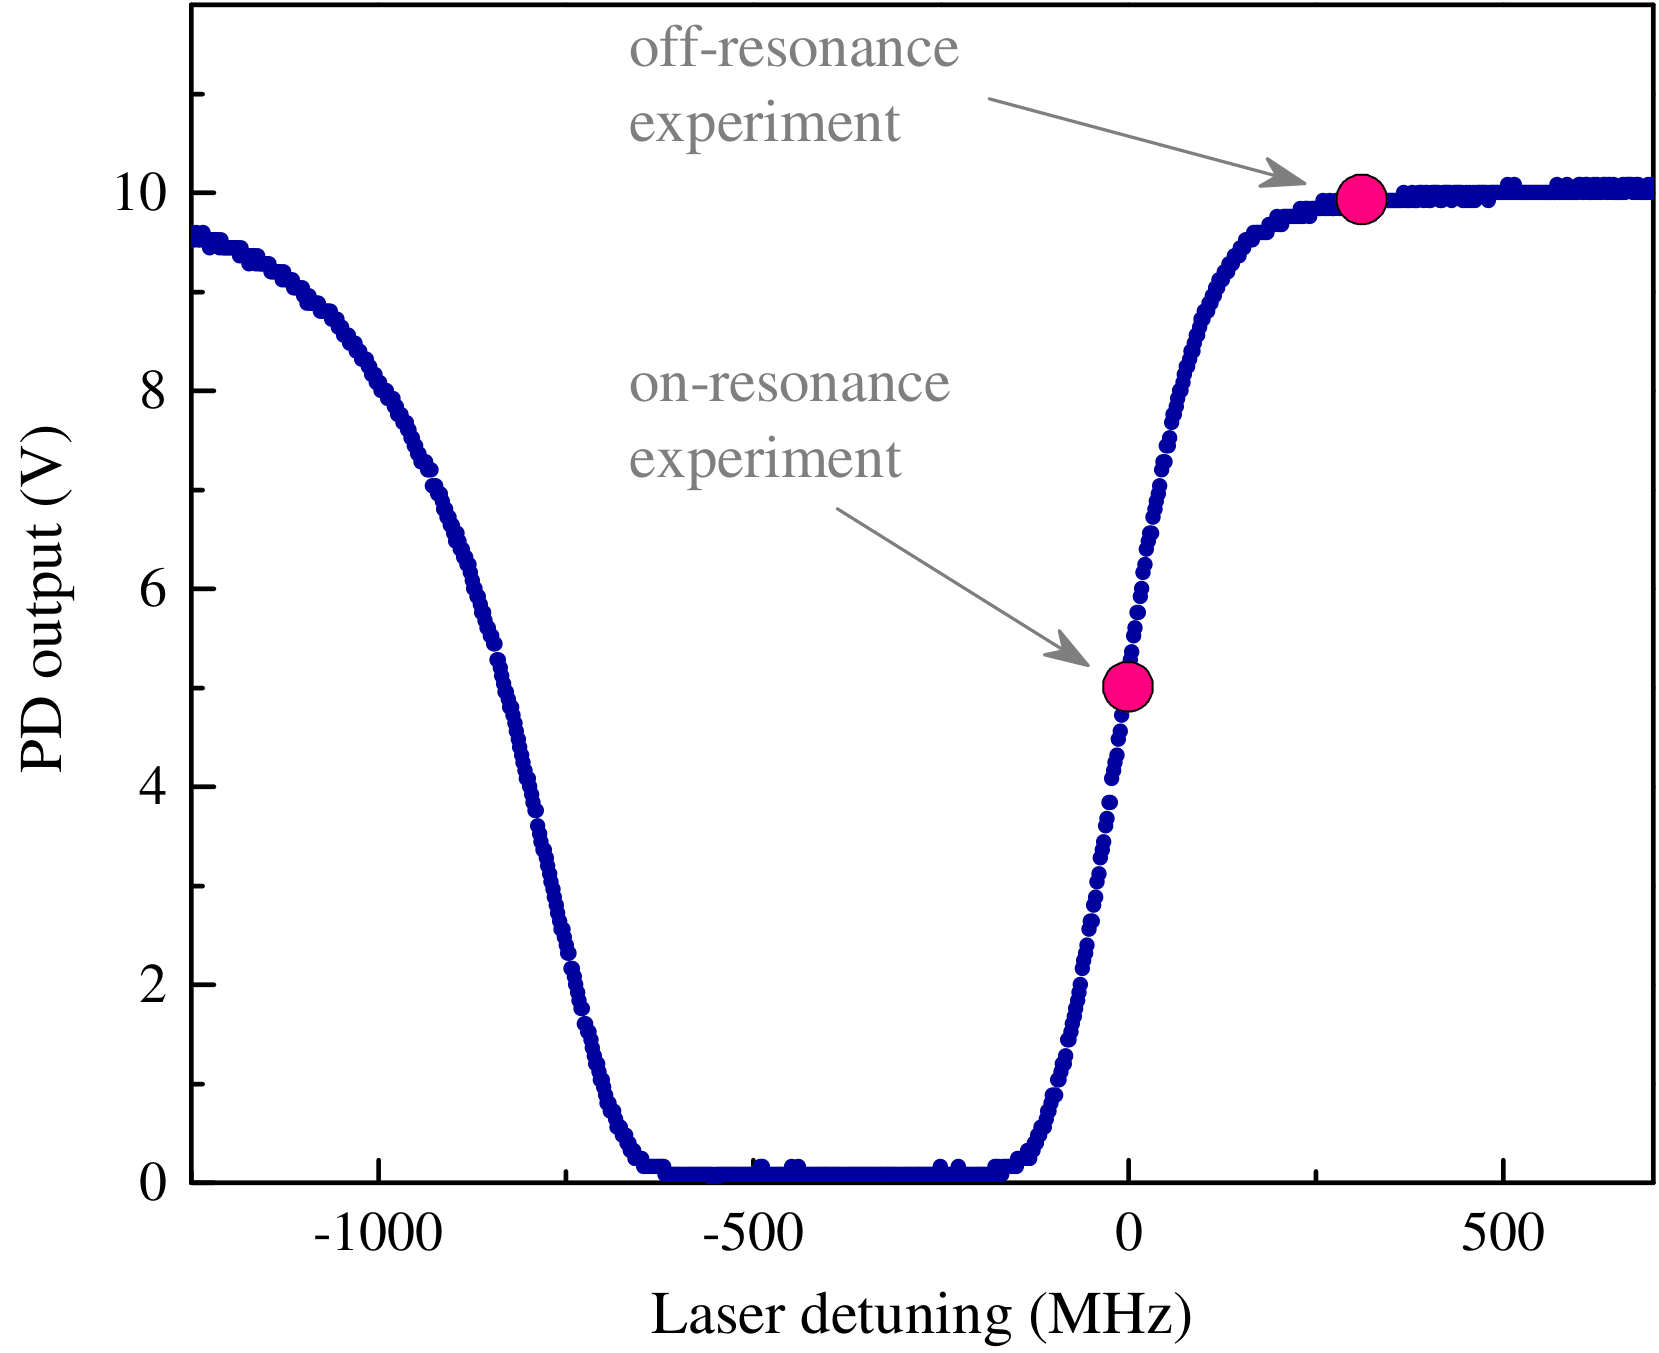 off-resonance
experiment
on-resonance
experiment
PD output (V)
10
8
6
4
2
0
-1000
-500
0
500
Laser detuning (MHz)